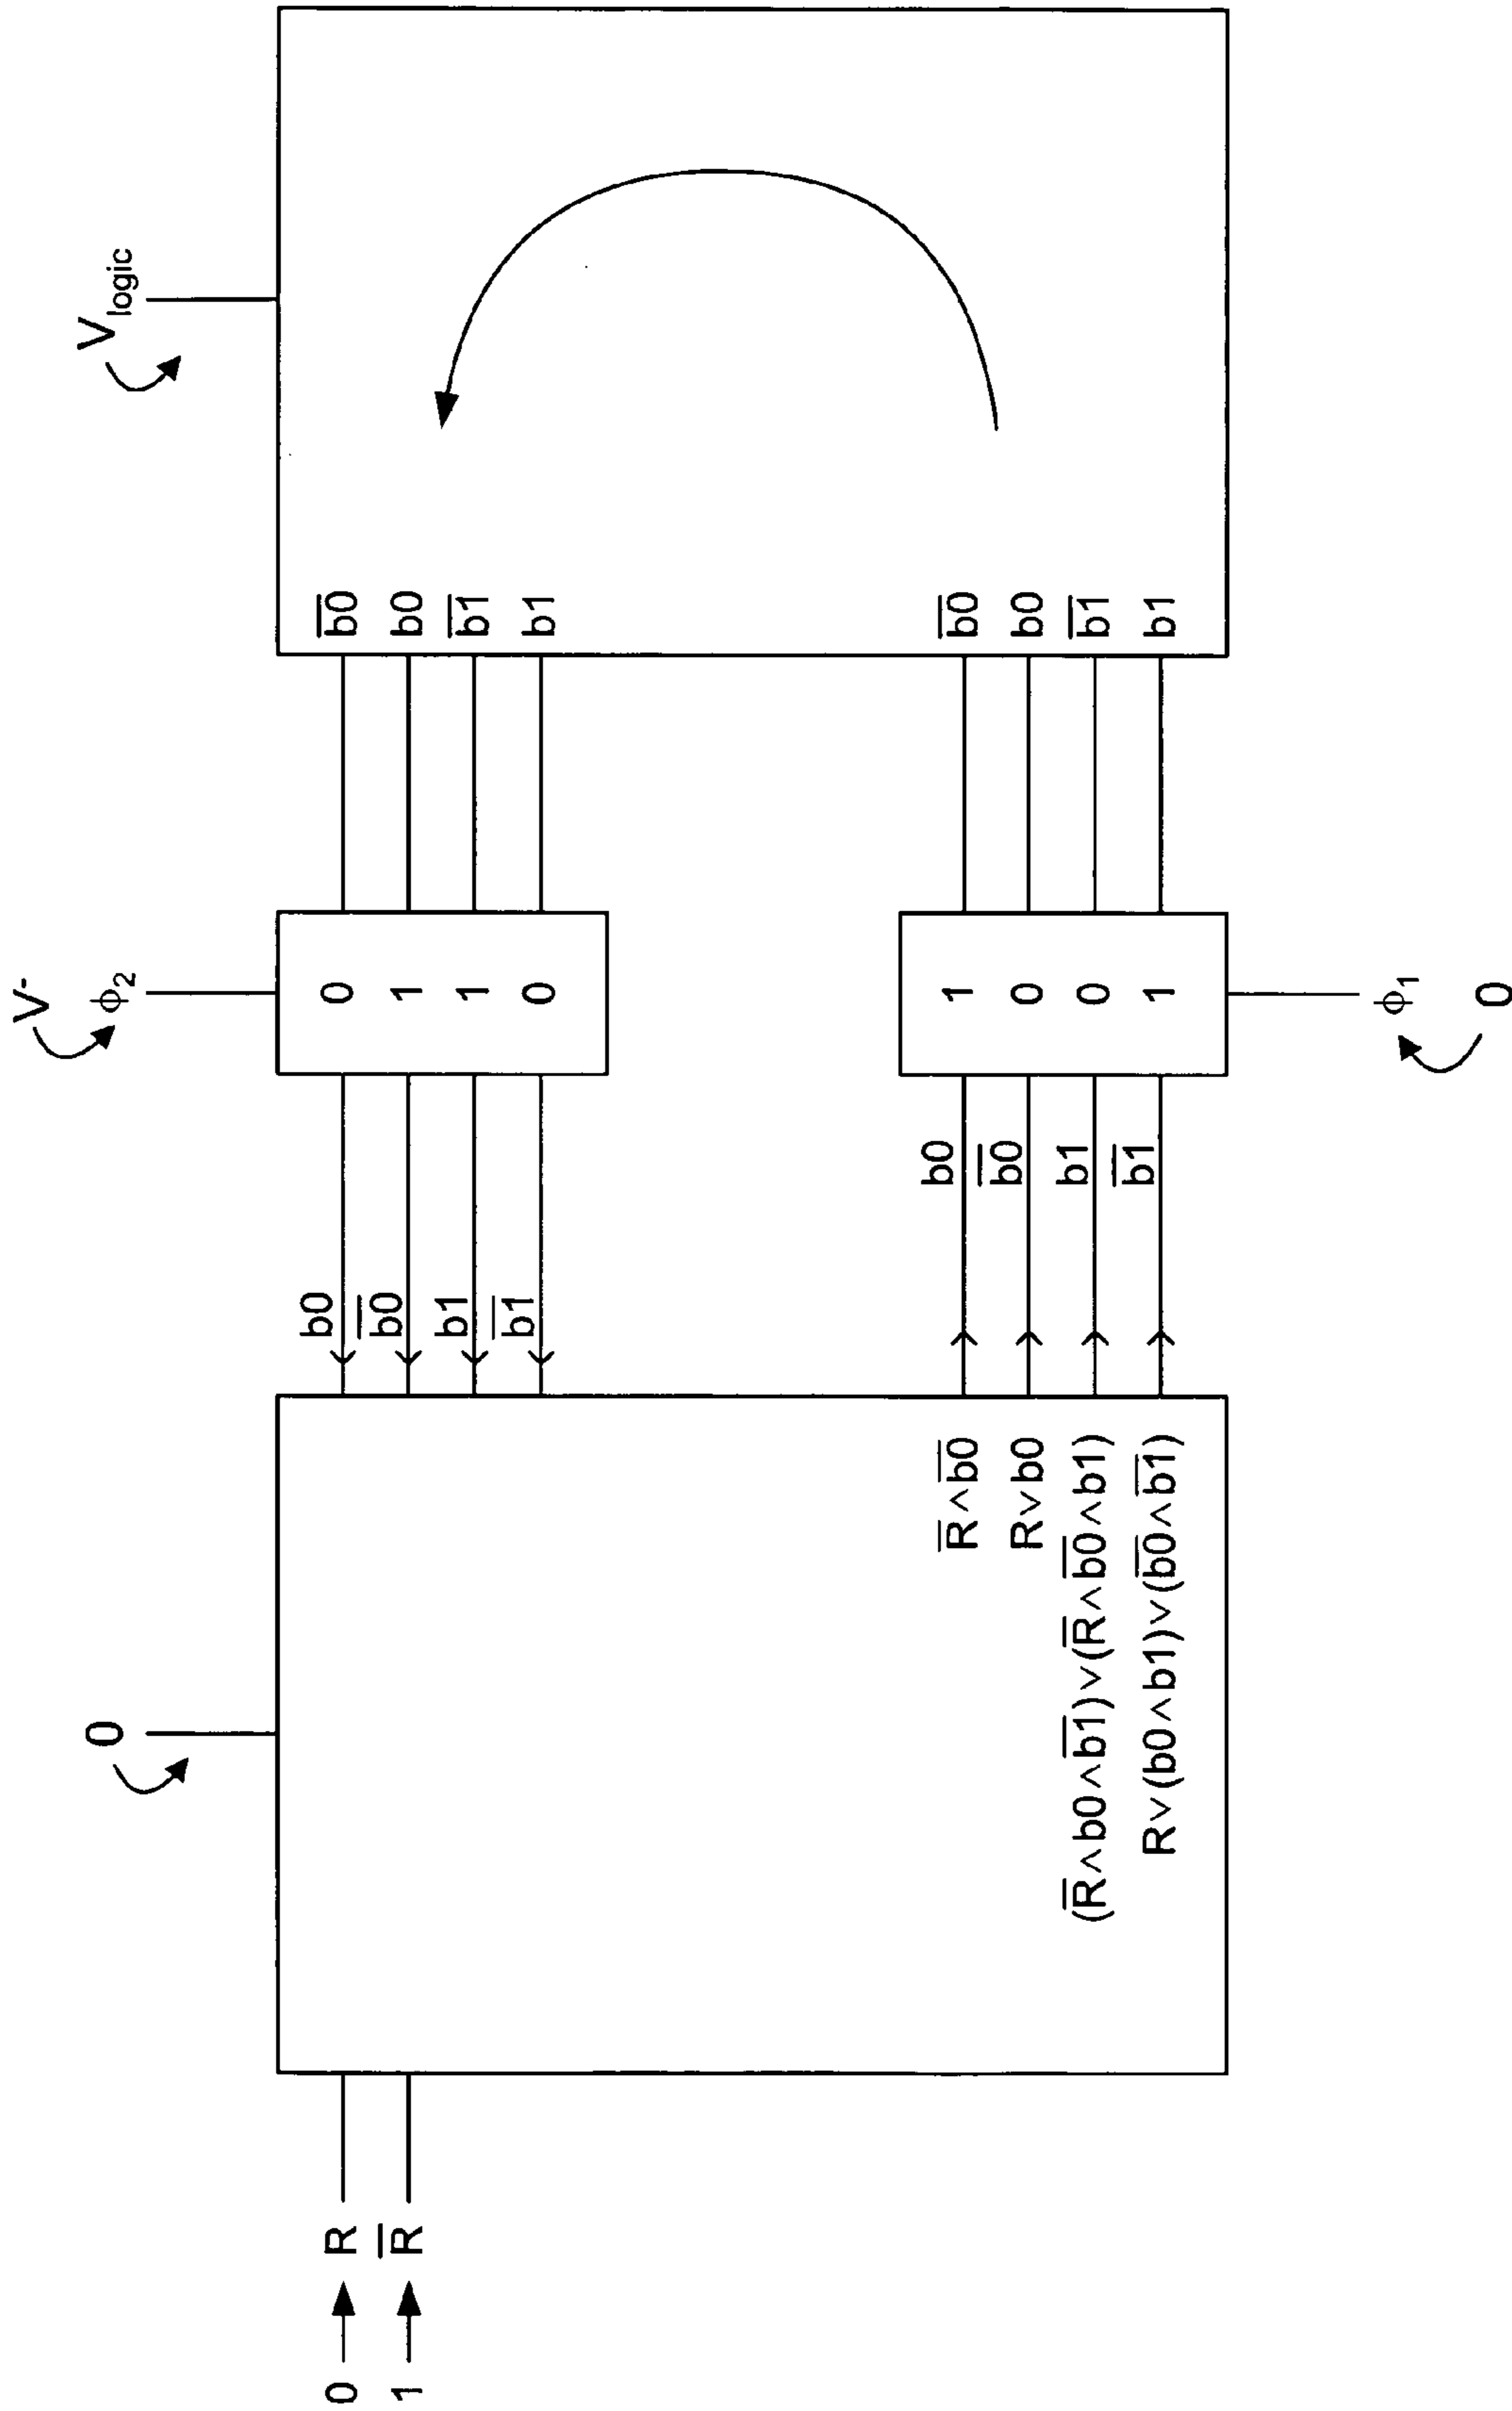 V⁻
0
ϕ₂
V_logic
0 R
1 R̅
b0
b̅0̅
b1
b̅1̅
0
1
1
0
b̅0̅
b0
b̅1̅
b1
R̅∧b̅0̅
R∨b0
(R̅∧b0∧b̅1̅)∨(R̅∧b̅0̅∧b1)
R∨(b0∧b1)∨(b̅0̅∧b̅1̅)
b0
b̅0̅
b1
b̅1̅
1
0
0
1
b̅0̅
b0
b̅1̅
b1
ϕ₁
0